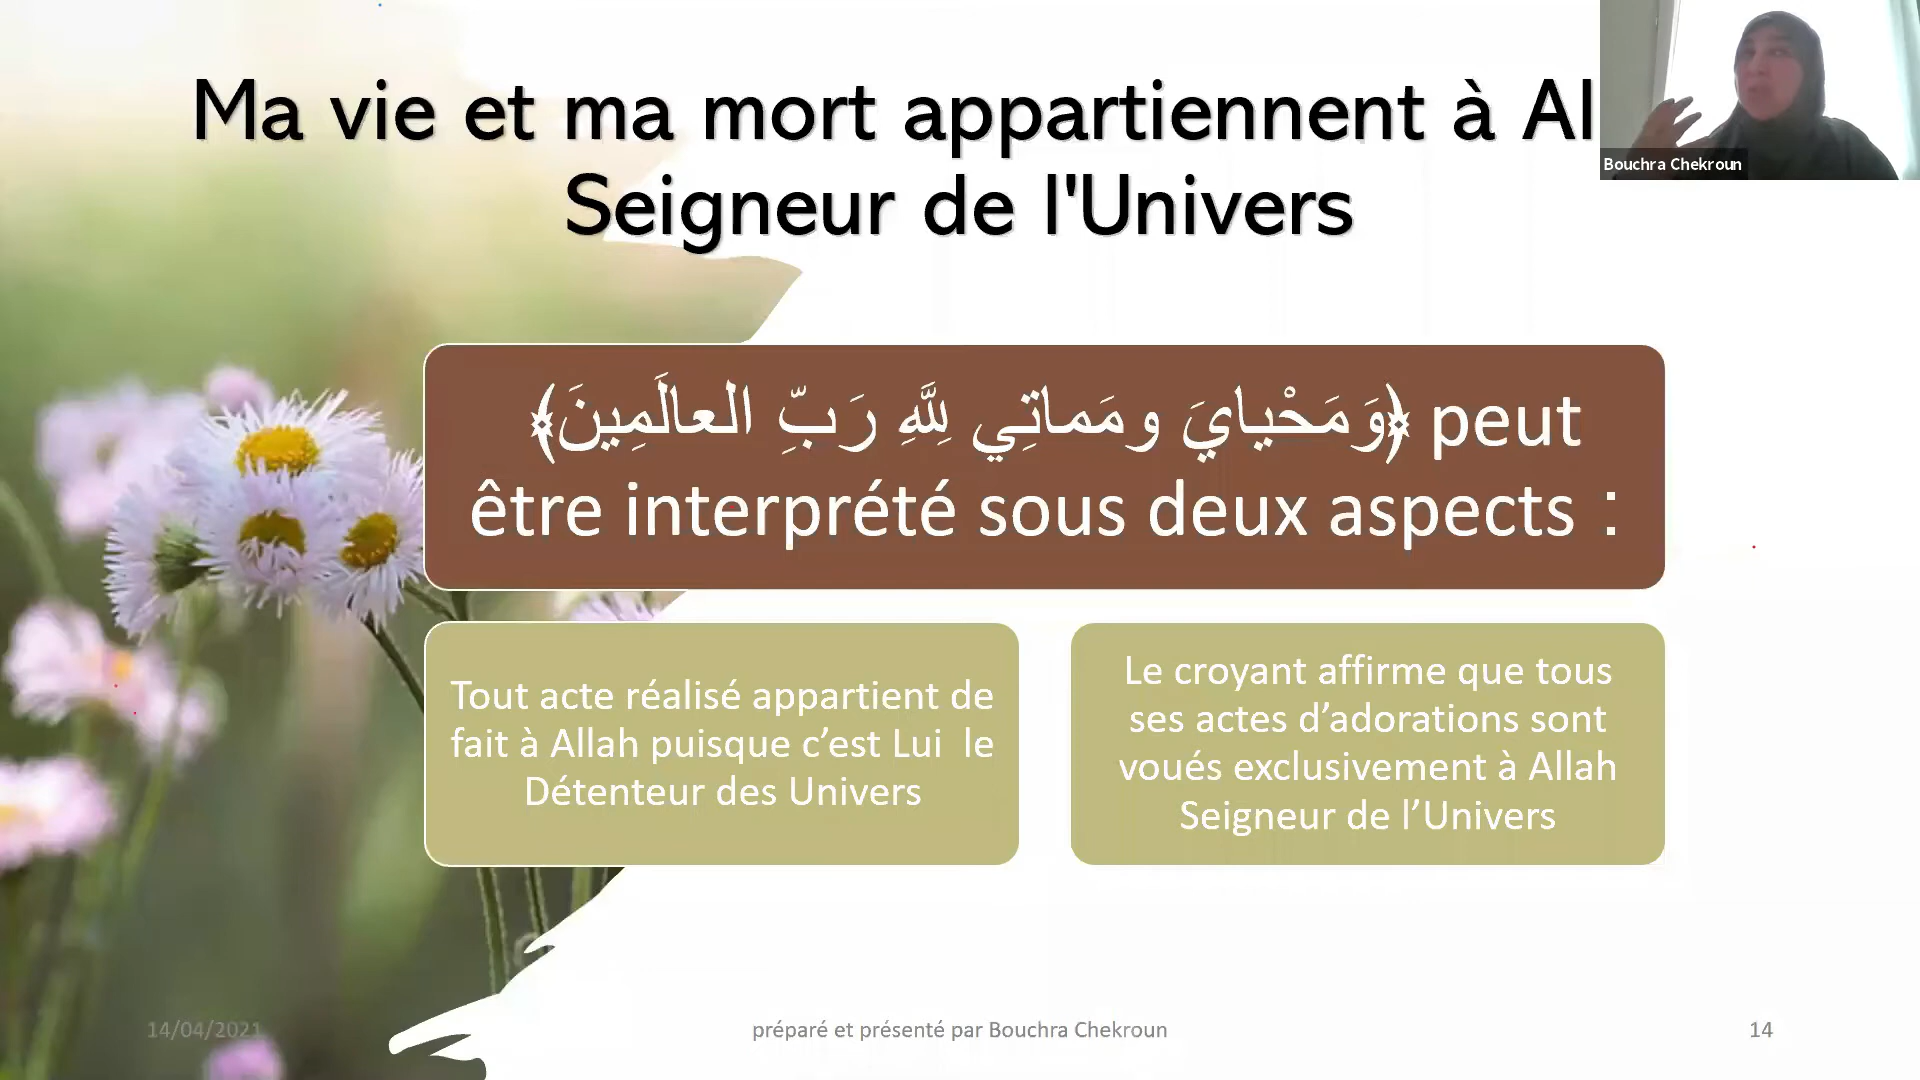 Ma vie et ma mort appartiennent à Al
Seigneur de l'Univers
Bouchra Chekroun
﴿وَمَحْيايَ ومَماتِي لِلَّهِ رَبِّ العالَمِينَ﴾ peut
être interprété sous deux aspects :
Tout acte réalisé appartient de
fait à Allah puisque c’est Lui  le
Détenteur des Univers
Le croyant affirme que tous
ses actes d’adorations sont
voués exclusivement à Allah
Seigneur de l’Univers
14/04/2021
préparé et présenté par Bouchra Chekroun
14